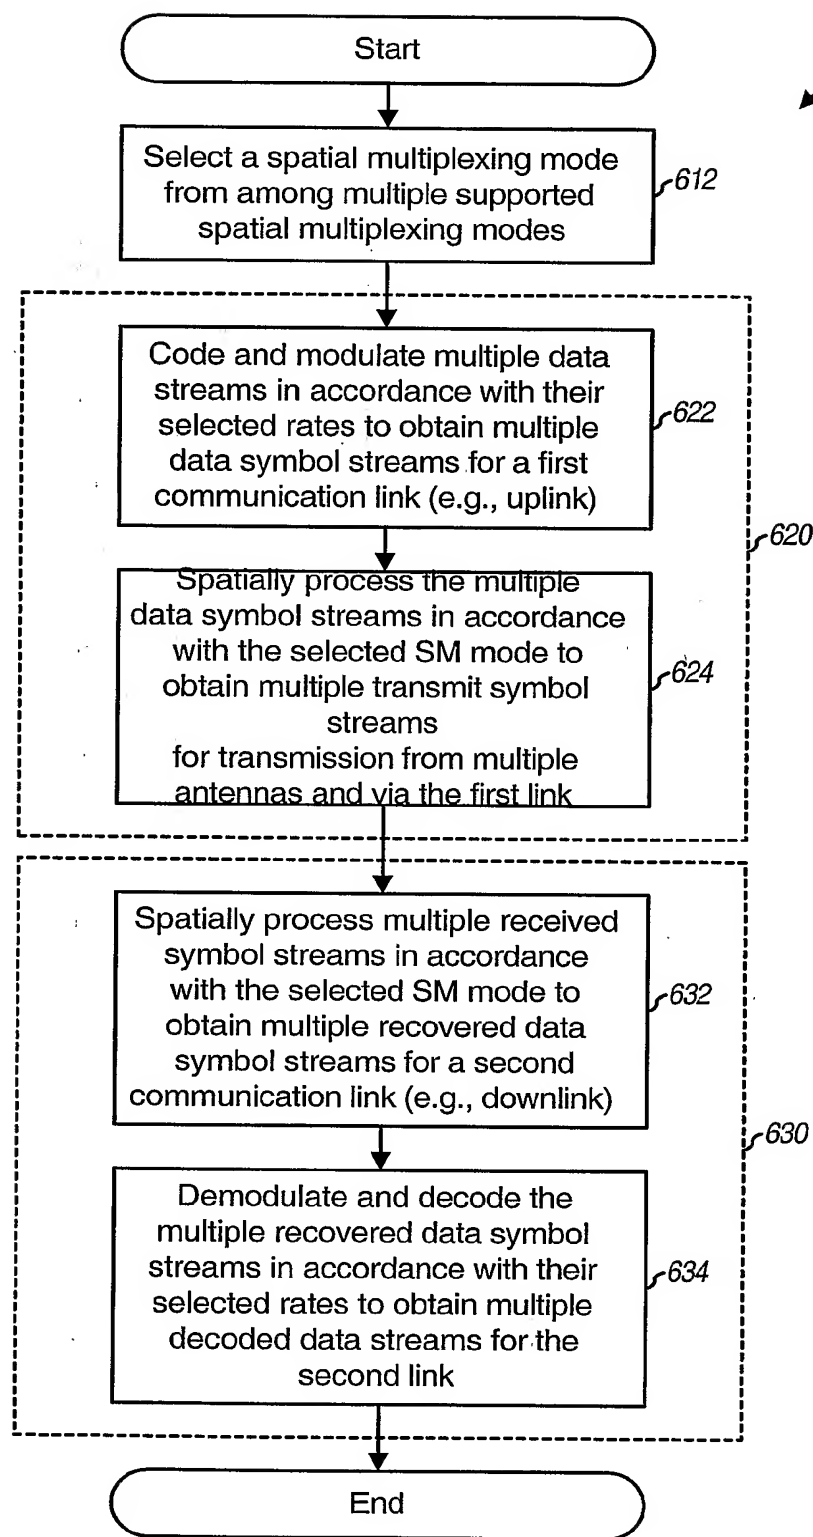 Start
Select a spatial multiplexing mode
from among multiple supported
spatial multiplexing modes
612
Code and modulate multiple data
streams in accordance with their
selected rates to obtain multiple
data symbol streams for a first
communication link (e.g., uplink)
622
620
Spatially process the multiple
data symbol streams in accordance
with the selected SM mode to
obtain multiple transmit symbol
streams
for transmission from multiple
antennas and via the first link
624
Spatially process multiple received
symbol streams in accordance
with the selected SM mode to
obtain multiple recovered data
symbol streams for a second
communication link (e.g., downlink)
632
630
Demodulate and decode the
multiple recovered data symbol
streams in accordance with their
selected rates to obtain multiple
decoded data streams for the
second link
634
End